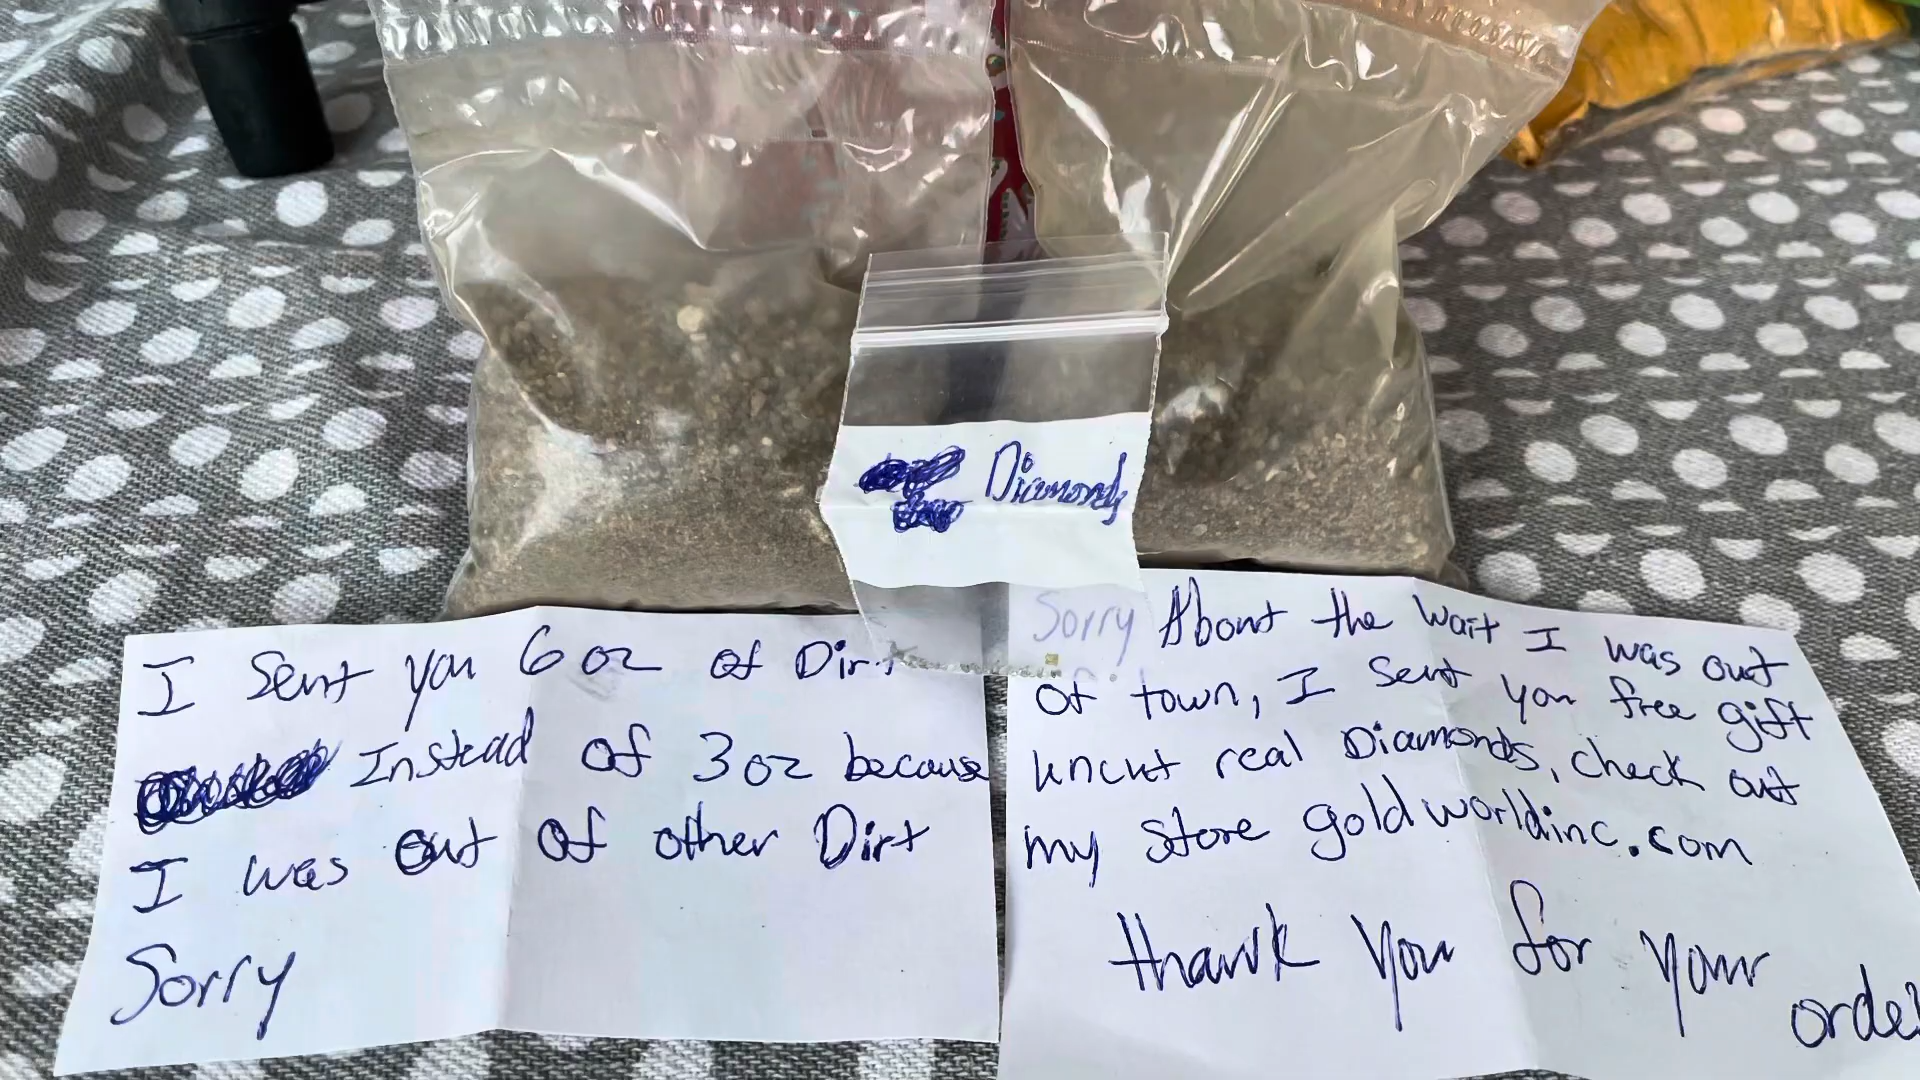 Diamonds
I Sent you 6 oz of Dirt
Instead of 3 oz because
I was out of other Dirt
Sorry
Sorry About the wait I was out
of town, I sent you free gift
uncut real Diamonds, check out
my store goldworldinc.com
thank you for your
order